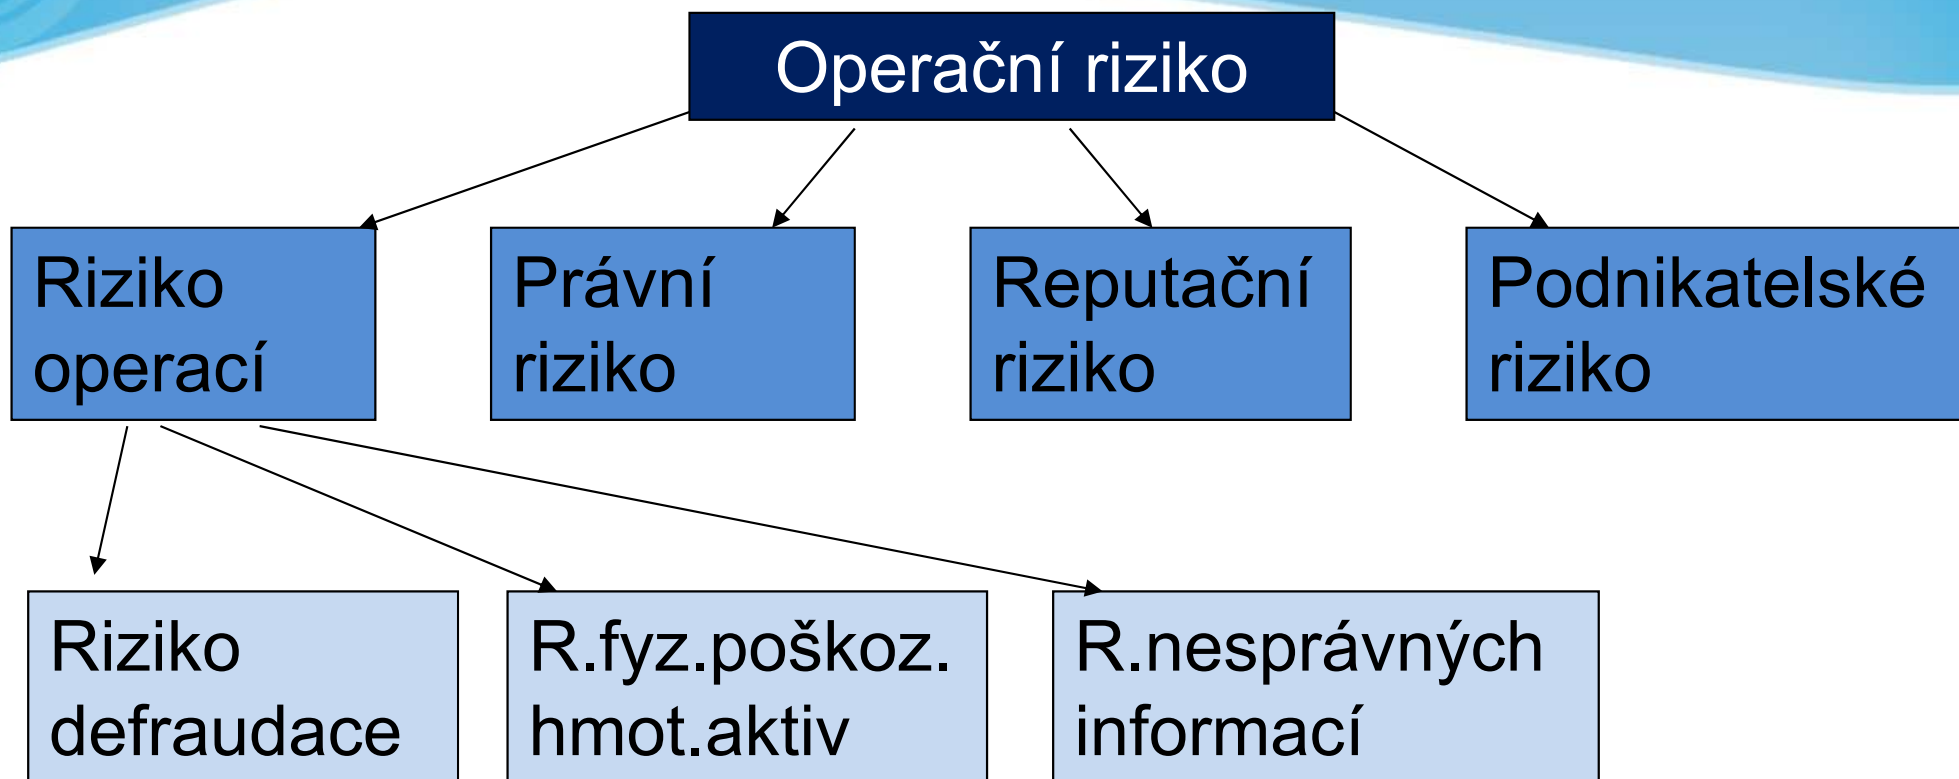 Operační riziko
Riziko
operací
Právní
riziko
Reputační
riziko
Podnikatelské
riziko
Riziko
defraudace
R.fyz.poškoz.
hmot.aktiv
R.nesprávných
informací